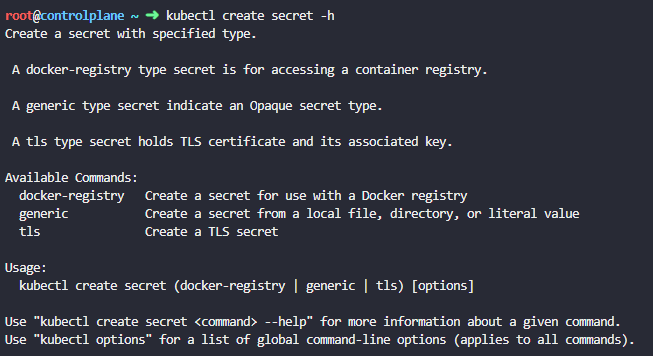 root@controlplane ~ ➜ kubectl create secret -h
Create a secret with specified type.
A docker-registry type secret is for accessing a container registry.
A generic type secret indicate an Opaque secret type.
A tls type secret holds TLS certificate and its associated key.
Available Commands:
docker-registry   Create a secret for use with a Docker registry
generic           Create a secret from a local file, directory, or literal value
tls               Create a TLS secret
Usage:
kubectl create secret (docker-registry | generic | tls) [options]
Use "kubectl create secret <command> --help" for more information about a given command.
Use "kubectl options" for a list of global command-line options (applies to all commands).